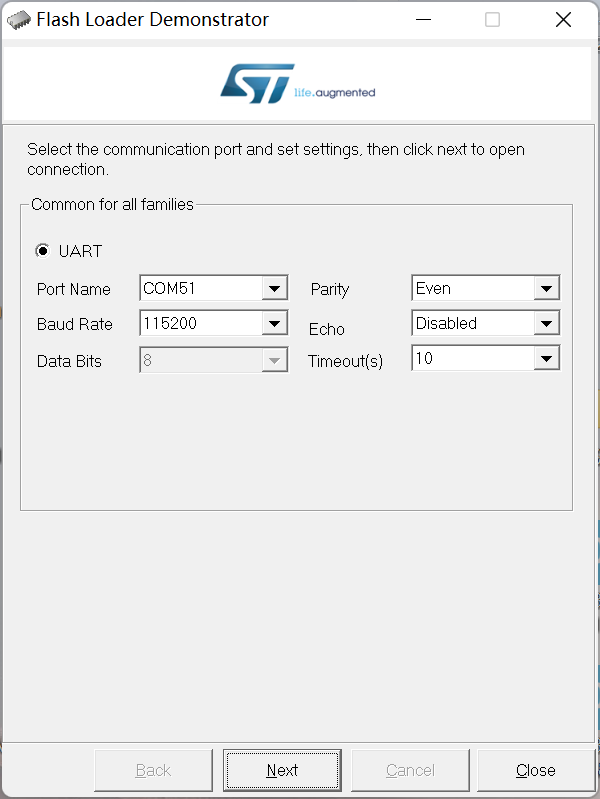 Flash Loader Demonstrator
ST life.augmented
Select the communication port and set settings, then click next to open
connection.
Common for all families
UART
Port Name COM51 Parity Even
Baud Rate 115200 Echo Disabled
Data Bits 8 Timeout(s) 10
Back Next Cancel Close